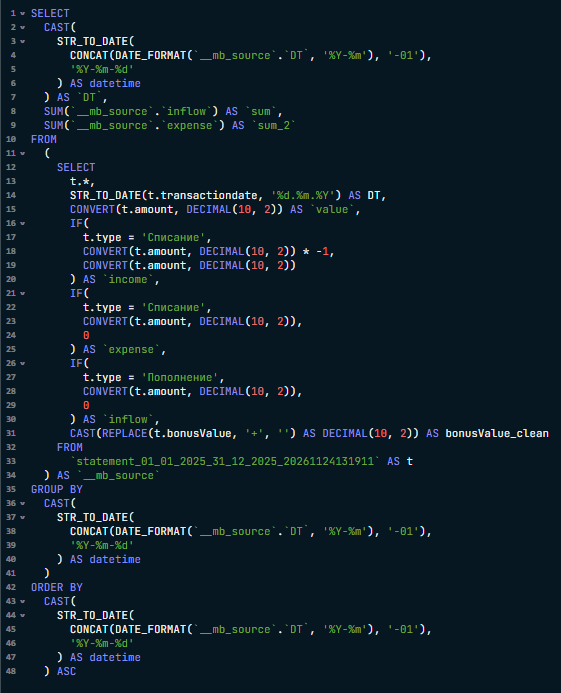 1 SELECT
2 CAST(
3 STR_TO_DATE(
4 CONCAT(DATE_FORMAT(`__mb_source`.`DT`, '%Y-%m'), '-01'),
5 '%Y-%m-%d'
6 ) AS datetime
7 ) AS `DT`,
8 SUM(`__mb_source`.`inflow`) AS `sum`,
9 SUM(`__mb_source`.`expense`) AS `sum_2`
10 FROM
11 (
12 SELECT
13 t.*,
14 STR_TO_DATE(t.transactiondate, '%d.%m.%Y') AS DT,
15 CONVERT(t.amount, DECIMAL(10, 2)) AS `value`,
16 IF(
17 t.type = 'Списание',
18 CONVERT(t.amount, DECIMAL(10, 2)) * -1,
19 CONVERT(t.amount, DECIMAL(10, 2))
20 ) AS `income`,
21 IF(
22 t.type = 'Списание',
23 CONVERT(t.amount, DECIMAL(10, 2)),
24 0
25 ) AS `expense`,
26 IF(
27 t.type = 'Пополнение',
28 CONVERT(t.amount, DECIMAL(10, 2)),
29 0
30 ) AS `inflow`,
31 CAST(REPLACE(t.bonusValue, '+', '') AS DECIMAL(10, 2)) AS bonusValue_clean
32 FROM
33 `statement_01_01_2025_31_12_2025_20261124131911` AS t
34 ) AS `__mb_source`
35 GROUP BY
36 CAST(
37 STR_TO_DATE(
38 CONCAT(DATE_FORMAT(`__mb_source`.`DT`, '%Y-%m'), '-01'),
39 '%Y-%m-%d'
40 ) AS datetime
41 )
42 ORDER BY
43 CAST(
44 STR_TO_DATE(
45 CONCAT(DATE_FORMAT(`__mb_source`.`DT`, '%Y-%m'), '-01'),
46 '%Y-%m-%d'
47 ) AS datetime
48 ) ASC